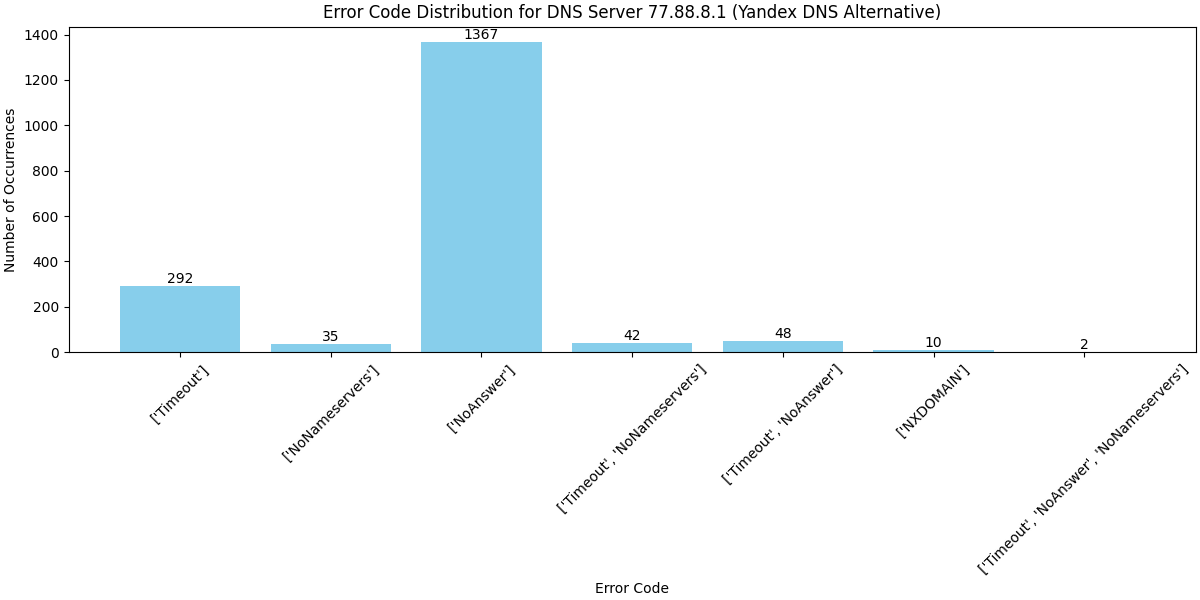 Error Code Distribution for DNS Server 77.88.8.1 (Yandex DNS Alternative)
Number of Occurrences
1400
1200
1000
800
600
400
200
0
292
35
1367
42
48
10
2
['Timeout']
['NoNameservers']
['NoAnswer']
['Timeout', 'NoNameservers']
['Timeout', 'NoAnswer']
['NXDOMAIN']
['Timeout', 'NoAnswer', 'NoNameservers']
Error Code